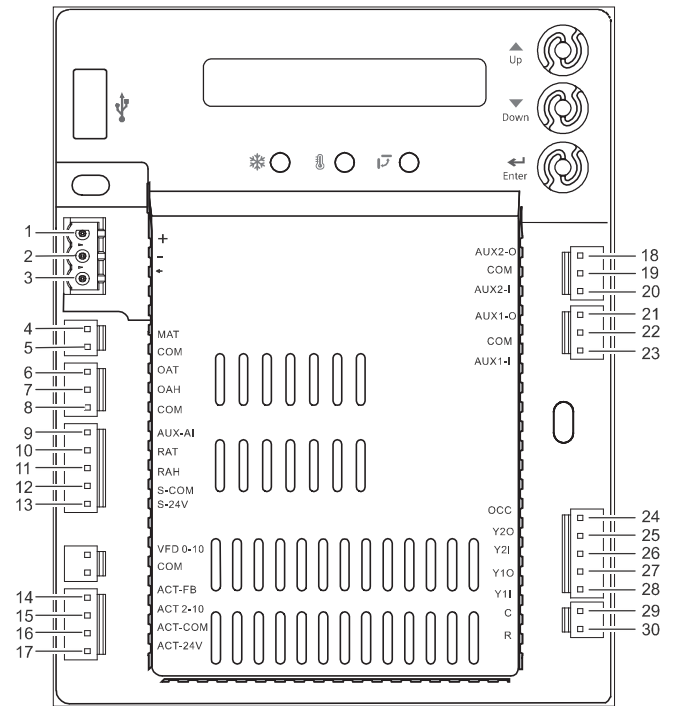 Up
Down
Enter
1
2
3
+
-
4
5
6
7
8
9
10
11
12
13
14
15
16
17
MAT
COM
OAT
OAH
COM
AUX-AI
RAT
RAH
S-COM
S-24V
VFD 0-10
COM
ACT-FB
ACT 2-10
ACT-COM
ACT-24V
AUX2-O
COM
AUX2-I
AUX1-O
COM
AUX1-I
OCC
Y2O
Y2I
Y1O
Y1I
C
R
18
19
20
21
22
23
24
25
26
27
28
29
30